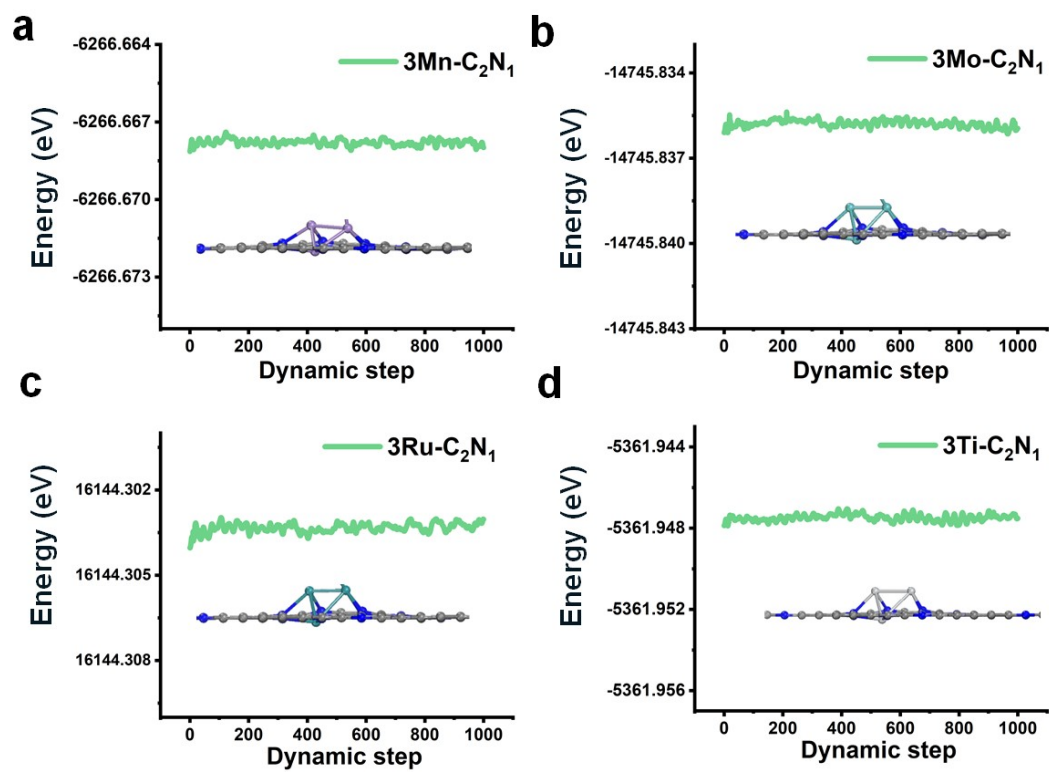 a
-6266.664
-6266.667
-6266.670
-6266.673
Energy (eV)
3Mn-C₂N₁
0 200 400 600 800 1000
Dynamic step
b
-14745.834
-14745.837
-14745.840
-14745.843
Energy (eV)
3Mo-C₂N₁
0 200 400 600 800 1000
Dynamic step
c
16144.302
16144.305
16144.308
Energy (eV)
3Ru-C₂N₁
0 200 400 600 800 1000
Dynamic step
d
-5361.944
-5361.948
-5361.952
-5361.956
Energy (eV)
3Ti-C₂N₁
0 200 400 600 800 1000
Dynamic step